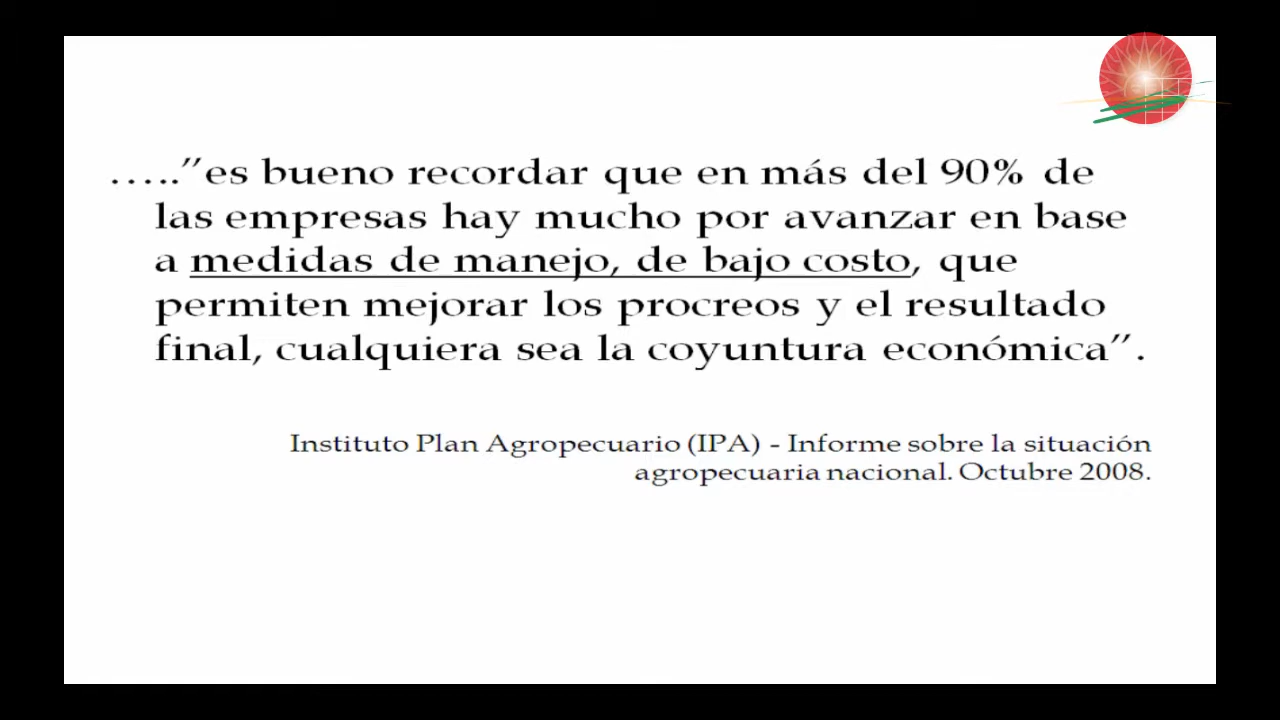 …..”es bueno recordar que en más del 90% de
las empresas hay mucho por avanzar en base
a medidas de manejo, de bajo costo, que
permiten mejorar los procreos y el resultado
final, cualquiera sea la coyuntura económica”.
Instituto Plan Agropecuario (IPA) - Informe sobre la situación
agropecuaria nacional. Octubre 2008.